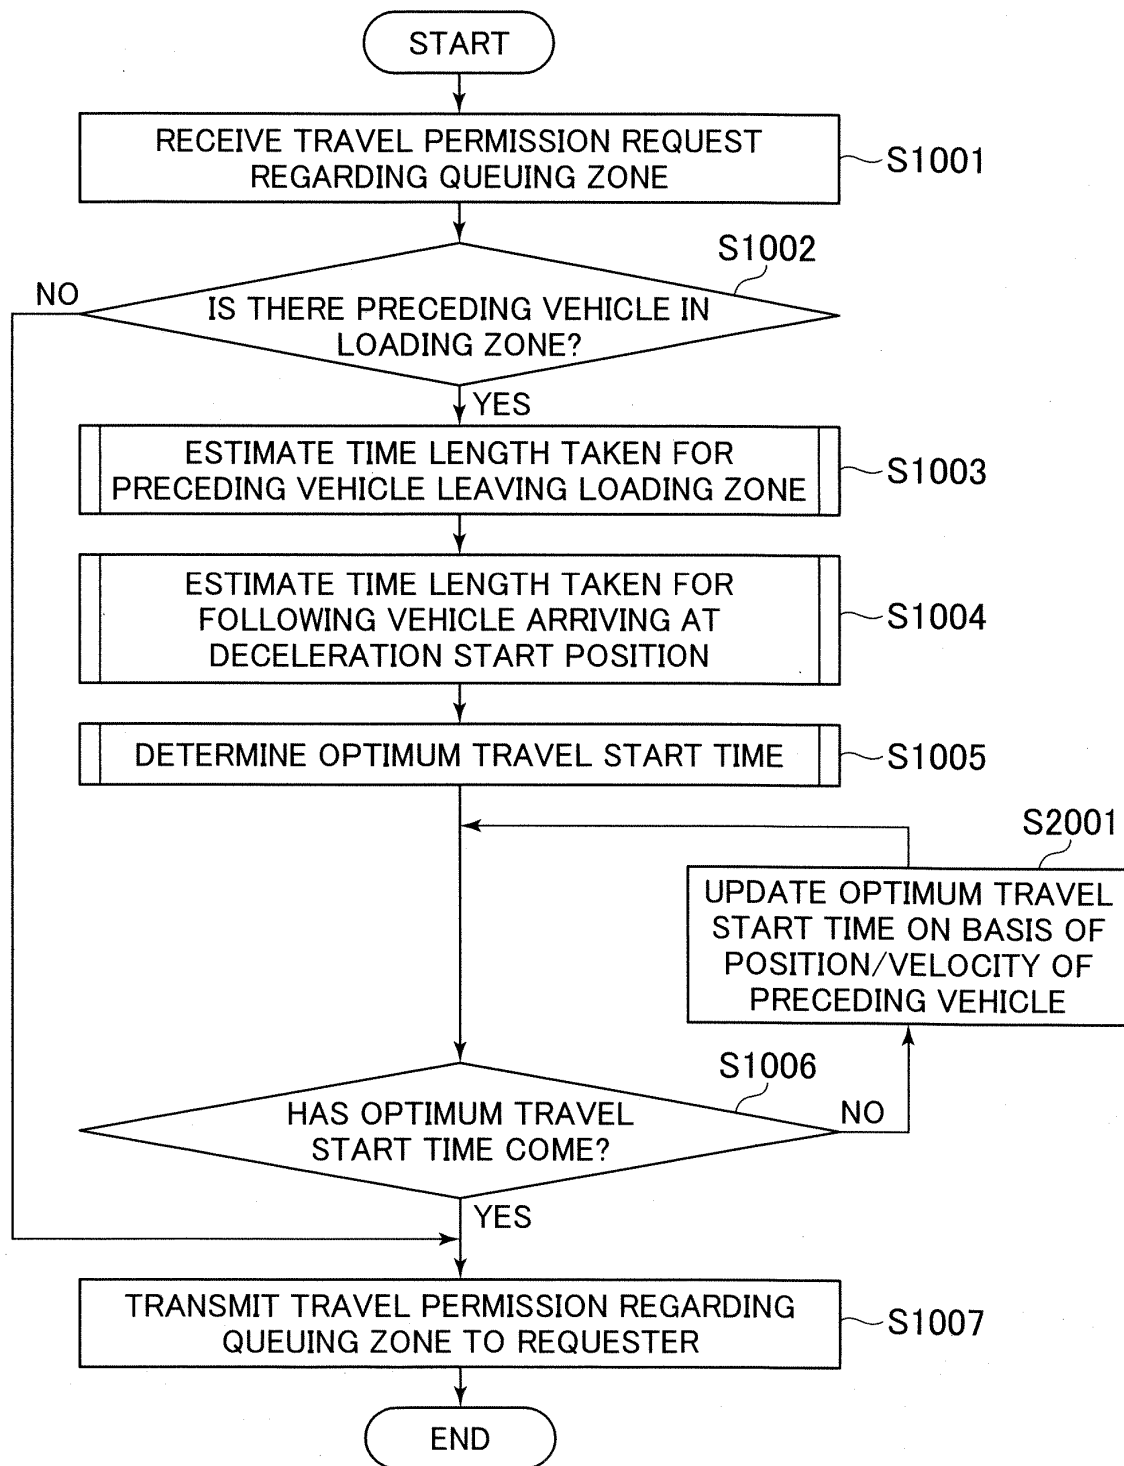 START
RECEIVE TRAVEL PERMISSION REQUEST
REGARDING QUEUING ZONE
S1001
S1002
NO
IS THERE PRECEDING VEHICLE IN
LOADING ZONE?
YES
ESTIMATE TIME LENGTH TAKEN FOR
PRECEDING VEHICLE LEAVING LOADING ZONE
S1003
ESTIMATE TIME LENGTH TAKEN FOR
FOLLOWING VEHICLE ARRIVING AT
DECELERATION START POSITION
S1004
DETERMINE OPTIMUM TRAVEL START TIME
S1005
S2001
UPDATE OPTIMUM TRAVEL
START TIME ON BASIS OF
POSITION/VELOCITY OF
PRECEDING VEHICLE
S1006
HAS OPTIMUM TRAVEL
START TIME COME?
NO
YES
TRANSMIT TRAVEL PERMISSION REGARDING
QUEUING ZONE TO REQUESTER
S1007
END